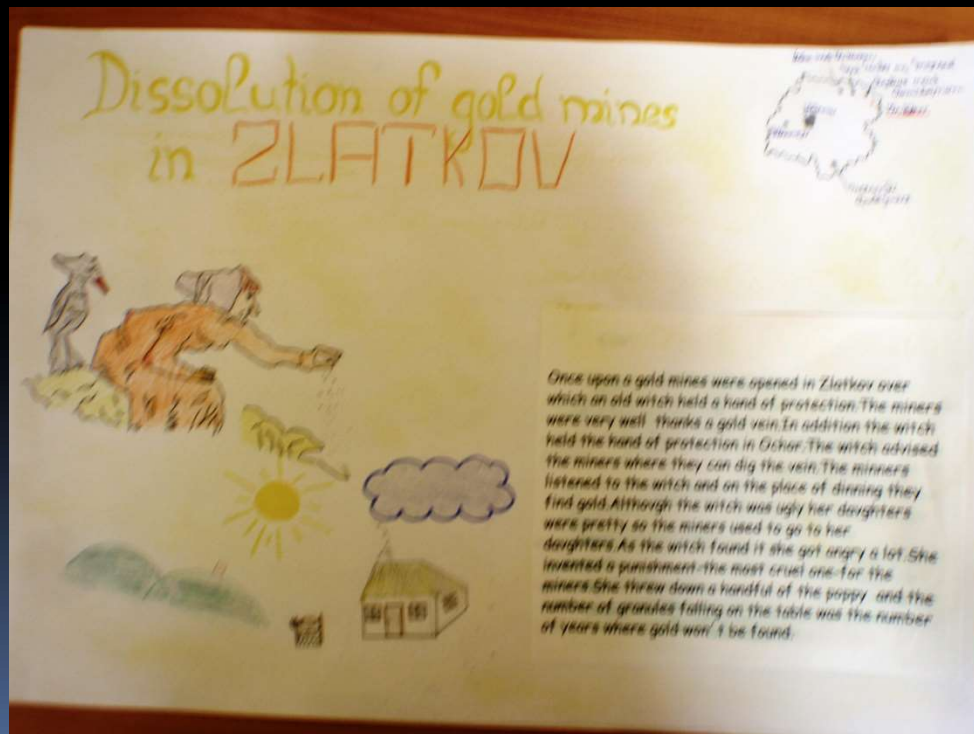 Dissolution of gold mines
in ZLATKOV
Once upon a gold mines were opened in Zlatkov over
which an old witch held a hand of protection.The miners
were very well thanks a gold vein.In addition the witch
held the hand of protection in Ochoz.The witch advised
the miners where they can dig the vein.The minners
listened to the witch and on the place of dinning they
find gold.Although the witch was ugly her daughters
were pretty so the miners used to go to her
daughters.As the witch found it she got angry a lot.She
invented a punishment-the most cruel one-for the
miners.She threw down a handful of the poppy and the
number of granules falling on the table was the number
of years where gold won't be found.